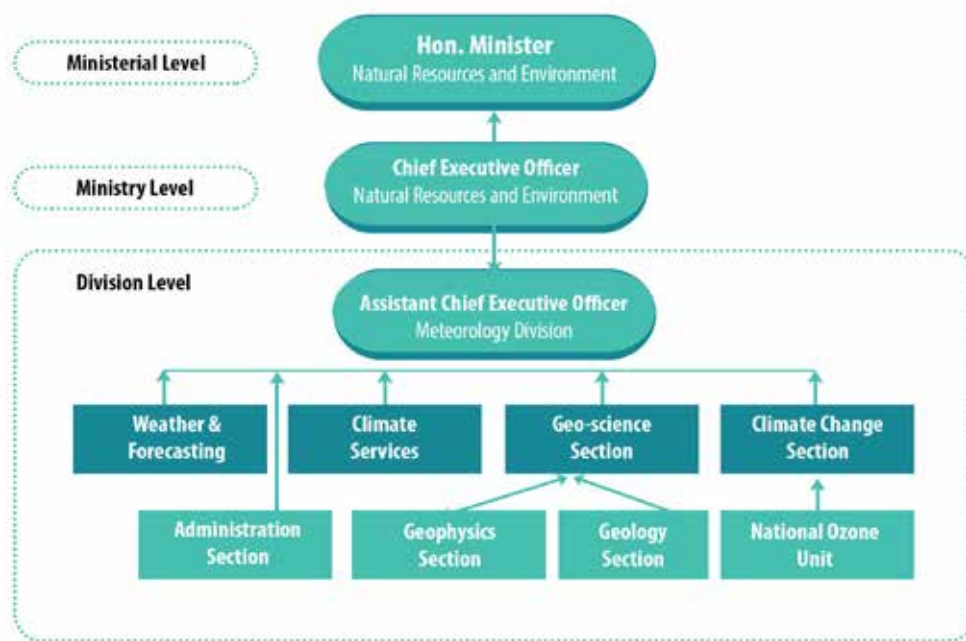 Ministerial Level
Hon. Minister
Natural Resources and Environment
Ministry Level
Chief Executive Officer
Natural Resources and Environment
Division Level
Assistant Chief Executive Officer
Meteorology Division
Weather &
Forecasting
Climate
Services
Geo-science
Section
Climate Change
Section
Administration
Section
Geophysics
Section
Geology
Section
National Ozone
Unit